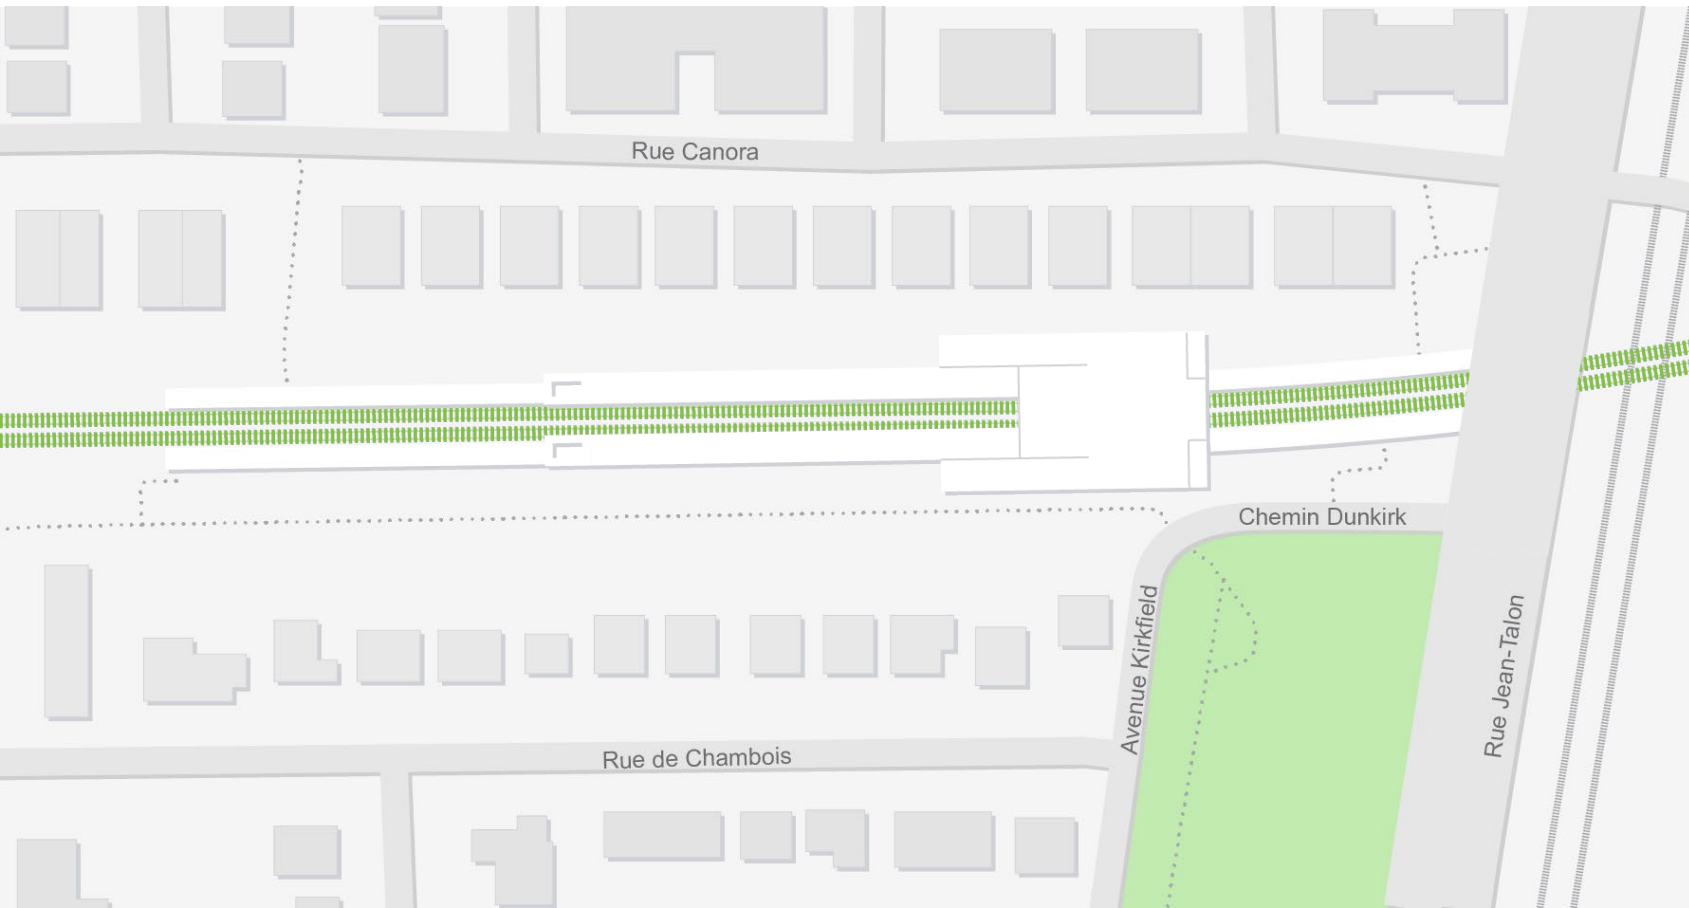 Rue Canora
Chemin Dunkirk
Avenue Kirkfield
Rue Jean-Talon
Rue de Chambois